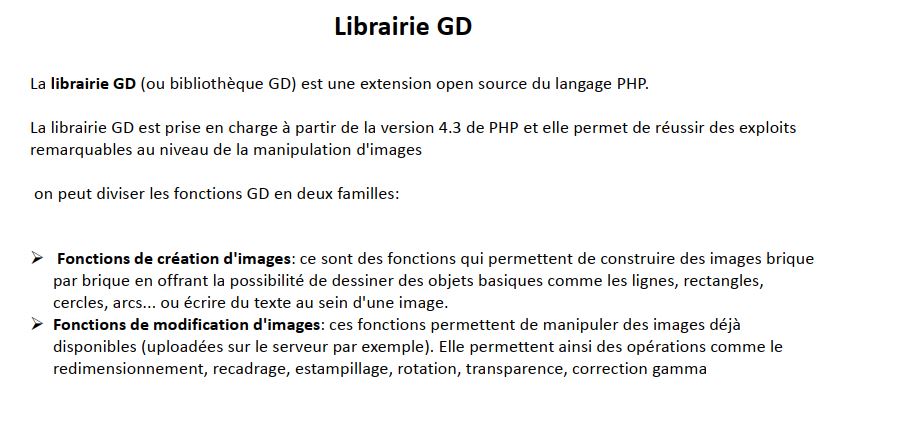 Librairie GD
La librairie GD (ou bibliothèque GD) est une extension open source du langage PHP.
La librairie GD est prise en charge à partir de la version 4.3 de PHP et elle permet de réussir des exploits
remarquables au niveau de la manipulation d'images
on peut diviser les fonctions GD en deux familles:
➢ Fonctions de création d'images: ce sont des fonctions qui permettent de construire des images brique
par brique en offrant la possibilité de dessiner des objets basiques comme les lignes, rectangles,
cercles, arcs... ou écrire du texte au sein d'une image.
➢ Fonctions de modification d'images: ces fonctions permettent de manipuler des images déjà
disponibles (uploadées sur le serveur par exemple). Elle permettent ainsi des opérations comme le
redimensionnement, recadrage, estampillage, rotation, transparence, correction gamma